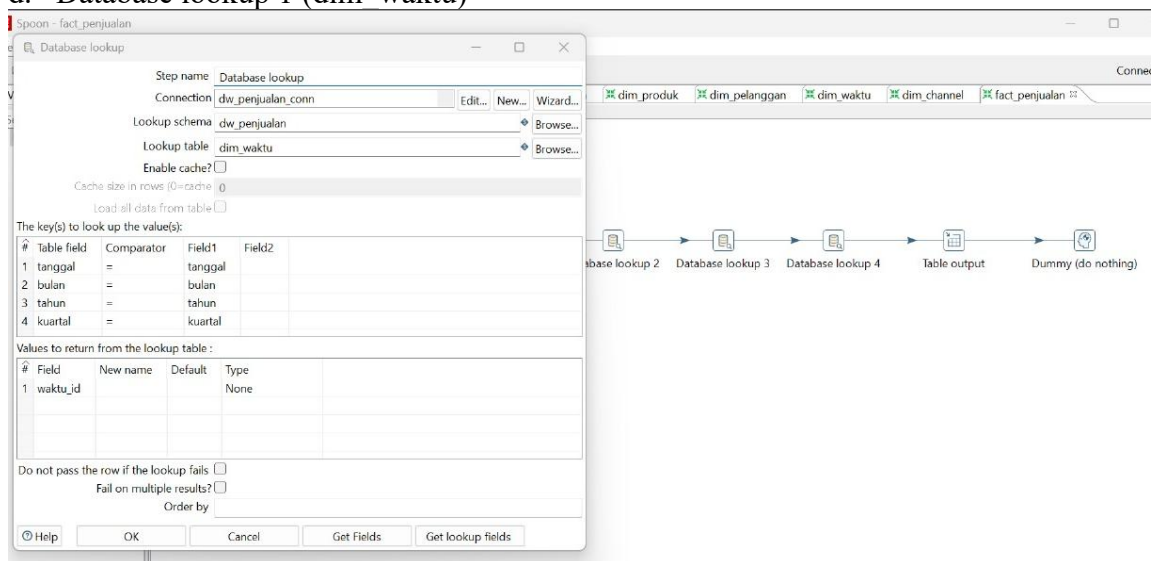 d. Database lookup 1 (dim_waktu)
Spoon - fact_penjualan
Database lookup
Step name Database lookup
Connection dw_penjualan_conn Edit... New... Wizard...
Lookup schema dw_penjualan Browse...
Lookup table dim_waktu Browse...
Enable cache?
Cache size in rows (0=cache 0
Load all data from table
The key(s) to look up the value(s):
# Table field Comparator Field1 Field2
1 tanggal = tanggal
2 bulan = bulan
3 tahun = tahun
4 kuartal = kuartal
Values to return from the lookup table :
# Field New name Default Type
1 waktu_id None
Do not pass the row if the lookup fails
Fail on multiple results?
Order by
Help OK Cancel Get Fields Get lookup fields
Connec
dim_produk dim_pelanggan dim_waktu dim_channel fact_penjualan
abase lookup 2 Database lookup 3 Database lookup 4 Table output Dummy (do nothing)